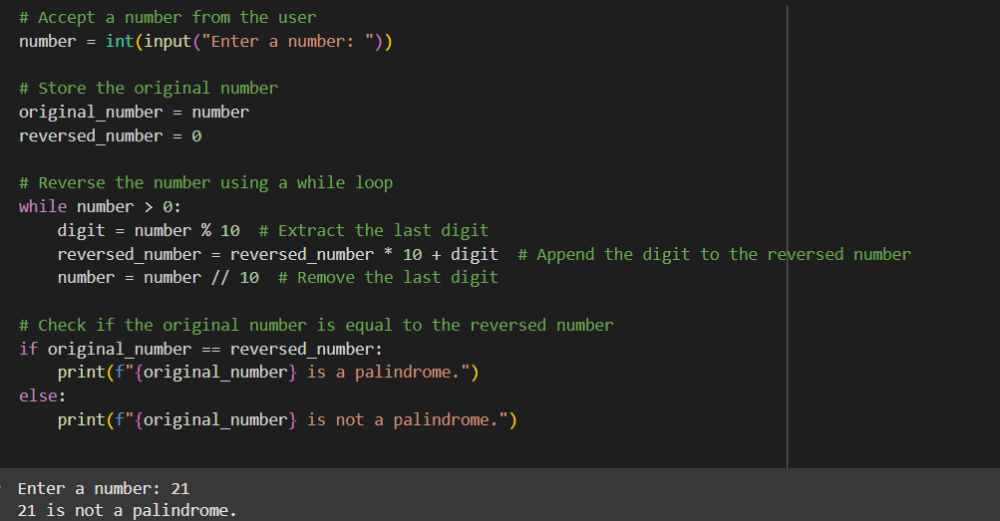 # Accept a number from the user
number = int(input("Enter a number: "))

# Store the original number
original_number = number
reversed_number = 0

# Reverse the number using a while loop
while number > 0:
    digit = number % 10  # Extract the last digit
    reversed_number = reversed_number * 10 + digit  # Append the digit to the reversed number
    number = number // 10  # Remove the last digit

# Check if the original number is equal to the reversed number
if original_number == reversed_number:
    print(f"{original_number} is a palindrome.")
else:
    print(f"{original_number} is not a palindrome.")

Enter a number: 21
21 is not a palindrome.